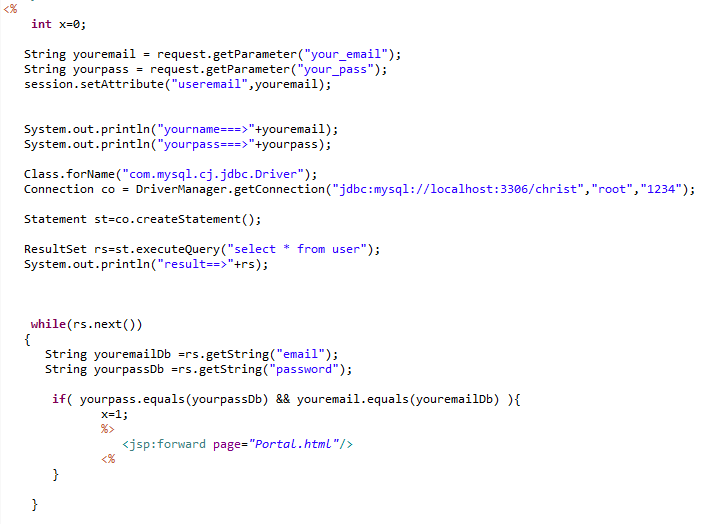 <%
int x=0;
String youremail = request.getParameter("your_email");
String yourpass = request.getParameter("your_pass");
session.setAttribute("useremail",youremail);
System.out.println("yourname===>"+youremail);
System.out.println("yourpass===>"+yourpass);
Class.forName("com.mysql.cj.jdbc.Driver");
Connection co = DriverManager.getConnection("jdbc:mysql://localhost:3306/christ","root","1234");
Statement st=co.createStatement();
ResultSet rs=st.executeQuery("select * from user");
System.out.println("result==>"+rs);
while(rs.next())
{
String youremailDb =rs.getString("email");
String yourpassDb =rs.getString("password");
if( yourpass.equals(yourpassDb) && youremail.equals(youremailDb) ){
x=1;
%>
<jsp:forward page="Portal.html"/>
<%
}
}